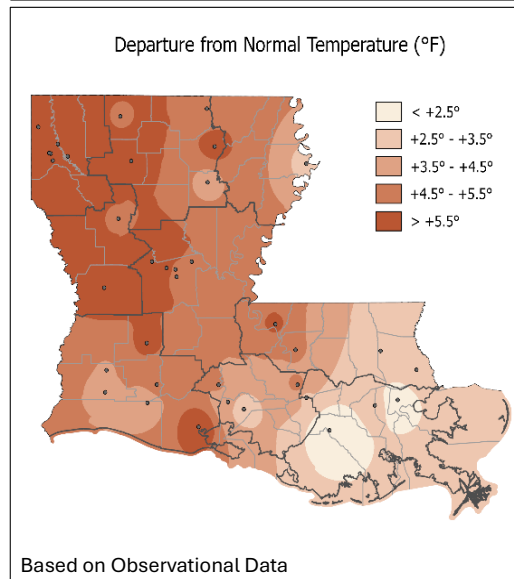 Departure from Normal Temperature (°F)
< +2.5°
+2.5° - +3.5°
+3.5° - +4.5°
+4.5° - +5.5°
> +5.5°
Based on Observational Data